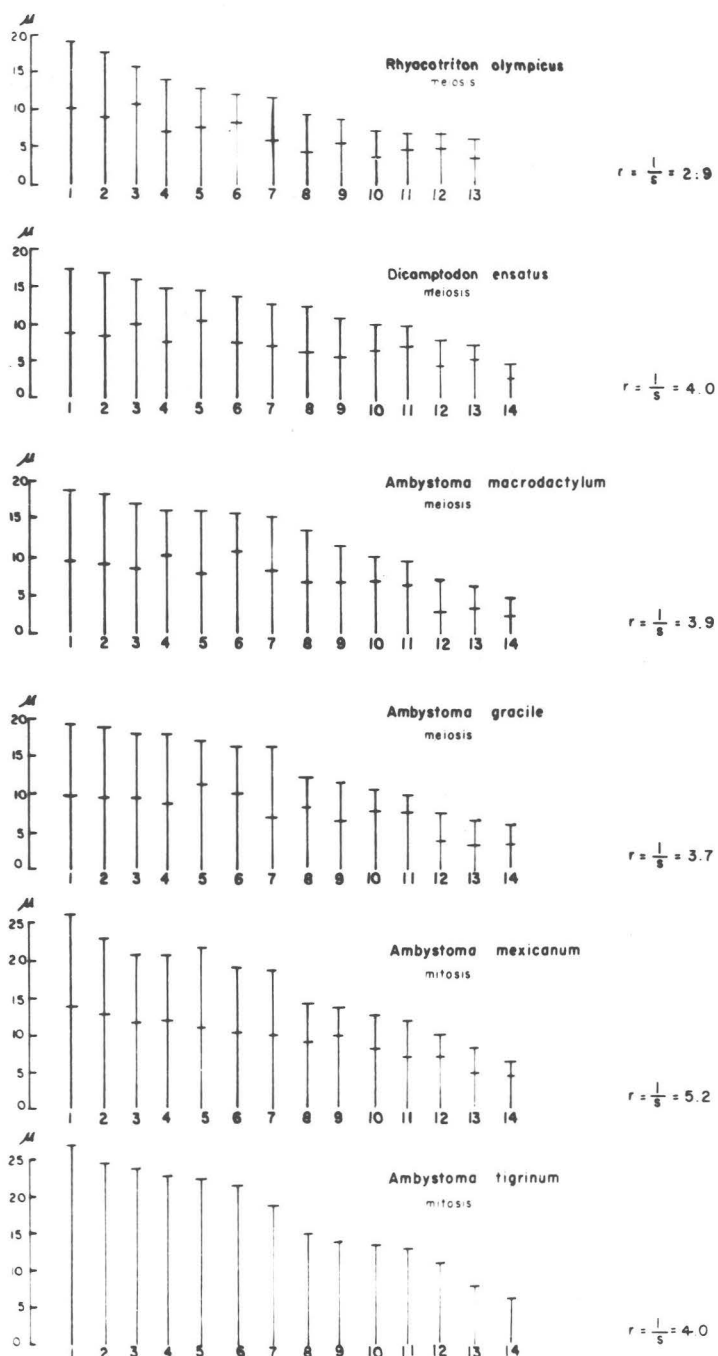 μ
20
15
10
5
0
Rhyacotriton olympicus
meiosis
r = l/s = 2:9
1 2 3 4 5 6 7 8 9 10 11 12 13
μ
20
15
10
5
0
Dicamptodon ensatus
meiosis
r = l/s = 4.0
1 2 3 4 5 6 7 8 9 10 11 12 13 14
μ
20
15
10
5
0
Ambystoma macrodactylum
meiosis
r = l/s = 3.9
1 2 3 4 5 6 7 8 9 10 11 12 13 14
μ
20
15
10
5
0
Ambystoma gracile
meiosis
r = l/s = 3.7
1 2 3 4 5 6 7 8 9 10 11 12 13 14
μ
25
20
15
10
5
0
Ambystoma mexicanum
mitosis
r = l/s = 5.2
1 2 3 4 5 6 7 8 9 10 11 12 13 14
μ
25
20
15
10
5
0
Ambystoma tigrinum
mitosis
r = l/s = 4.0
1 2 3 4 5 6 7 8 9 10 11 12 13 14